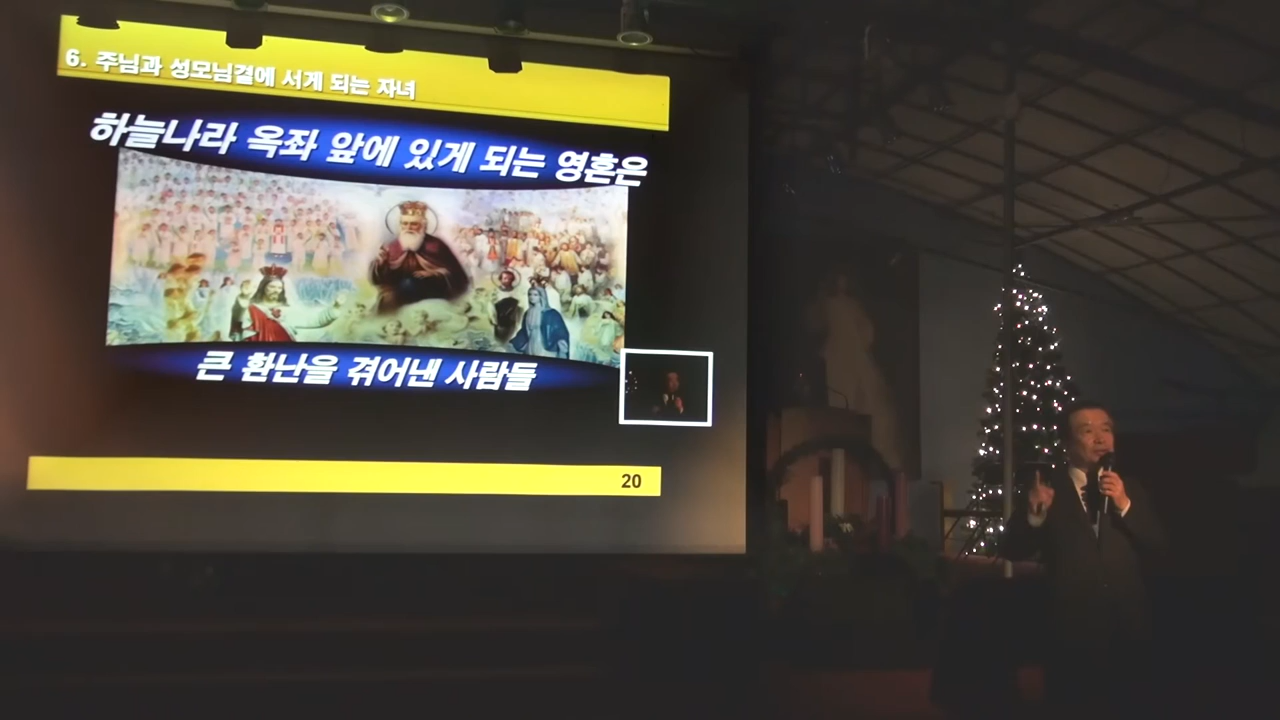 6. 주님과 성모님곁에 서게 되는 자녀
하늘나라 옥좌 앞에 있게 되는 영혼은
큰 환난을 겪어낸 사람들
20